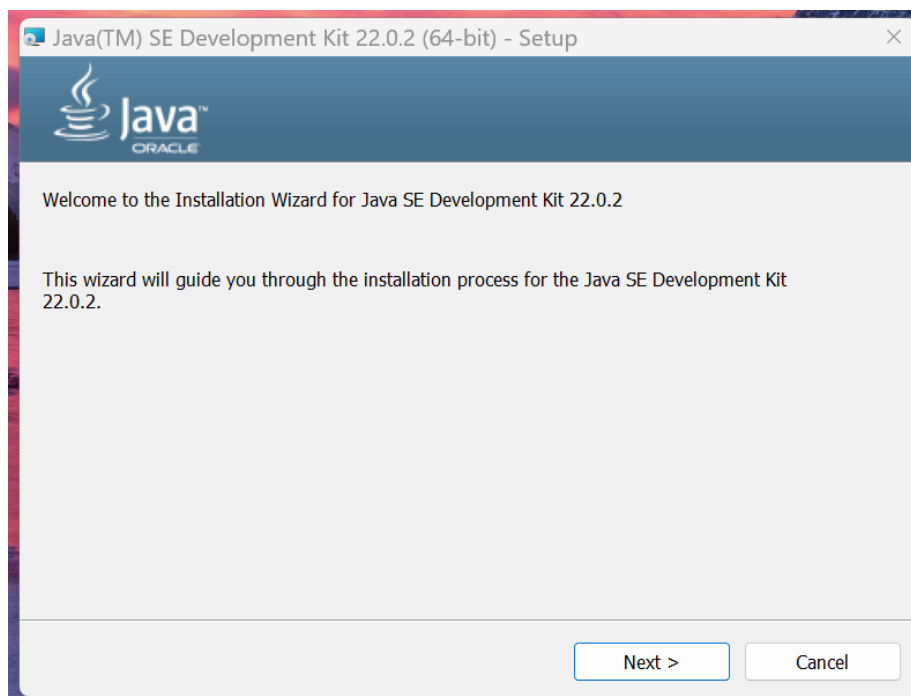 Java(TM) SE Development Kit 22.0.2 (64-bit) - Setup
Java™
ORACLE
Welcome to the Installation Wizard for Java SE Development Kit 22.0.2
This wizard will guide you through the installation process for the Java SE Development Kit
22.0.2.
Next > Cancel